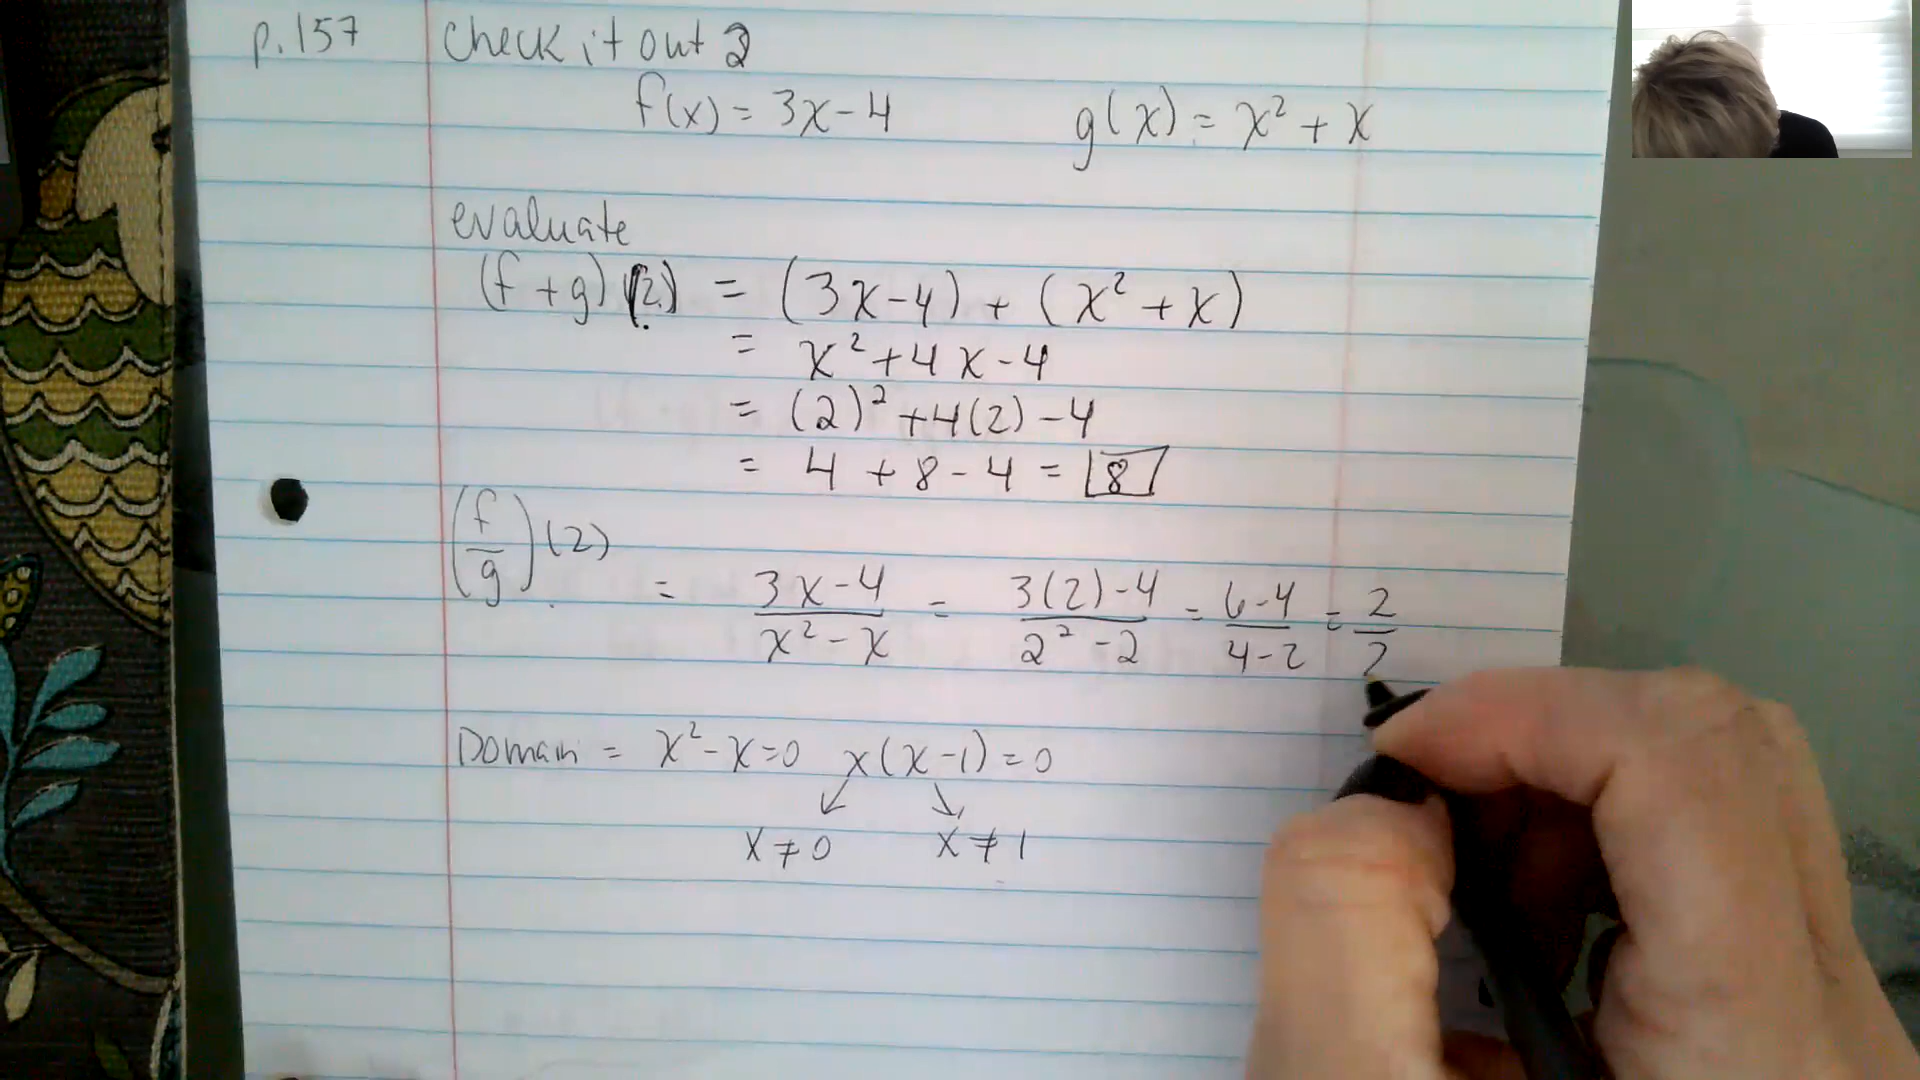 p.157 Check it out 2
f(x) = 3x - 4 g(x) = x² + x
evaluate
(f + g)(2) = (3x - 4) + (x² + x)
= x² + 4x - 4
= (2)² + 4(2) - 4
= 4 + 8 - 4 = 8
(f/g)(2) = (3x - 4)/(x² - x) = (3(2) - 4)/(2² - 2) = (6 - 4)/(4 - 2) = 2/2
Domain = x² - x = 0 x(x - 1) = 0
x ≠ 0 x ≠ 1